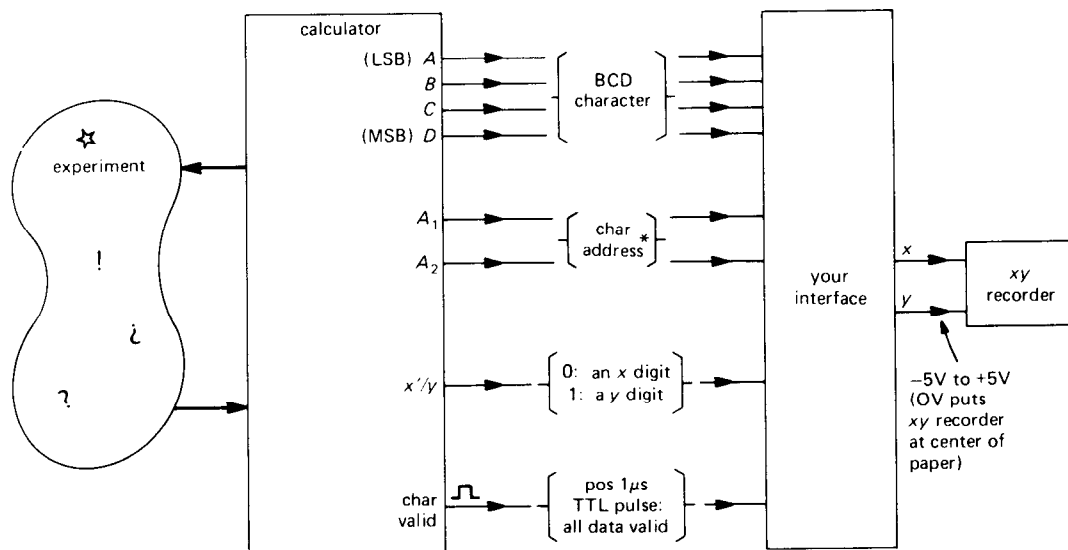 calculator
(LSB) A
B
C
(MSB) D
BCD
character
☆
experiment
!
¿
?
A₁
A₂
char
address*
x'/y
0: an x digit
1: a y digit
char
valid
pos 1μs
TTL pulse:
all data valid
your
interface
x
y
xy
recorder
−5V to +5V
(OV puts
xy recorder
at center of
paper)